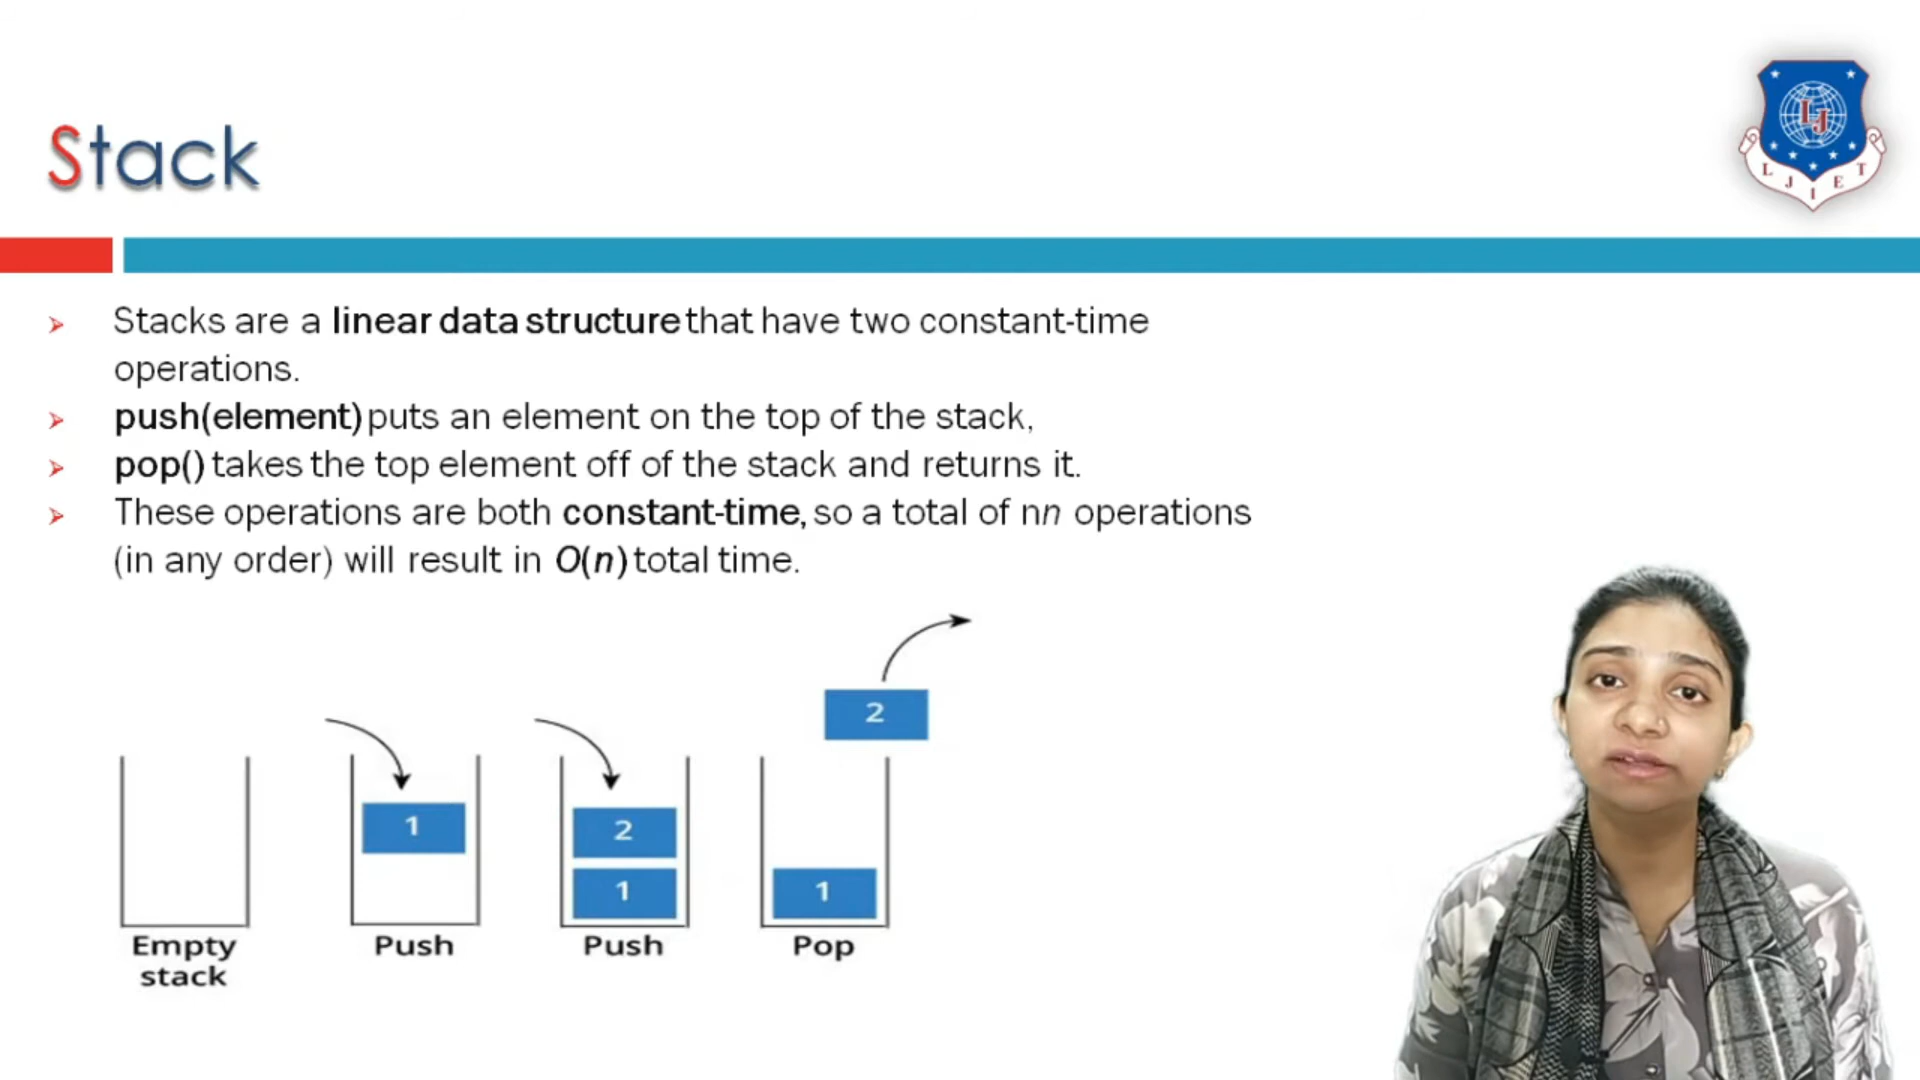 Stack
LJ
L J I E T
Stacks are a linear data structure that have two constant-time
operations.
push(element) puts an element on the top of the stack,
pop() takes the top element off of the stack and returns it.
These operations are both constant-time, so a total of nn operations
(in any order) will result in O(n) total time.
2
1
2
1
1
Empty
stack
Push
Push
Pop